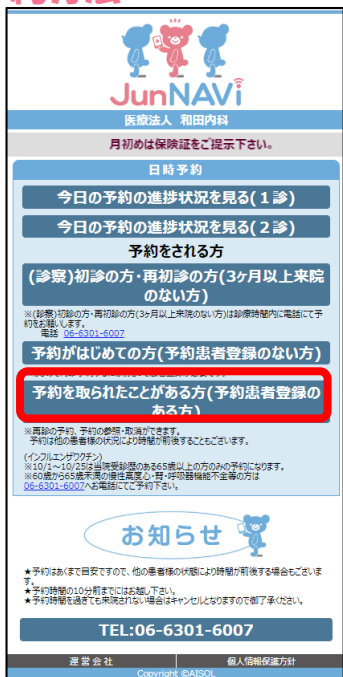 JunNAVi
医療法人 和田内科
月初めは保険証をご提示下さい。
日時予約
今日の予約の進捗状況を見る(１診)
今日の予約の進捗状況を見る(２診)
予約をされる方
(診察)初診の方・再初診の方(3ヶ月以上来院
のない方)
※(診察)初診の方・再初診の方(3ヶ月以上来院のない方)は診療時間内に電話にて予
約をお願いします。
電話 06-6301-6007
予約がはじめての方(予約患者登録のない方)
予約を取られたことがある方(予約患者登録の
ある方)
※再診の予約、予約の参照・取消ができます。
予約は他の患者様の状況により時間が前後することもございます。
(インフルエンザワクチン)
※10/1～10/25は当院受診歴のある65歳以上の方のみの予約になります。
※60歳から65歳未満の慢性高度心・腎・呼吸器機能不全等の方は
06-6301-6007へお電話にてご予約下さい。
お知らせ
★予約はあくまで目安ですので、他の患者様の状態により時間が前後する場合もございま
す。
★予約時間の10分前までにはお越し下さい。
★予約時間を過ぎても来院されない場合はキャンセルとなりますので御了承ください。
TEL:06-6301-6007
運営会社 個人情報保護方針
Copyright ©AISOL